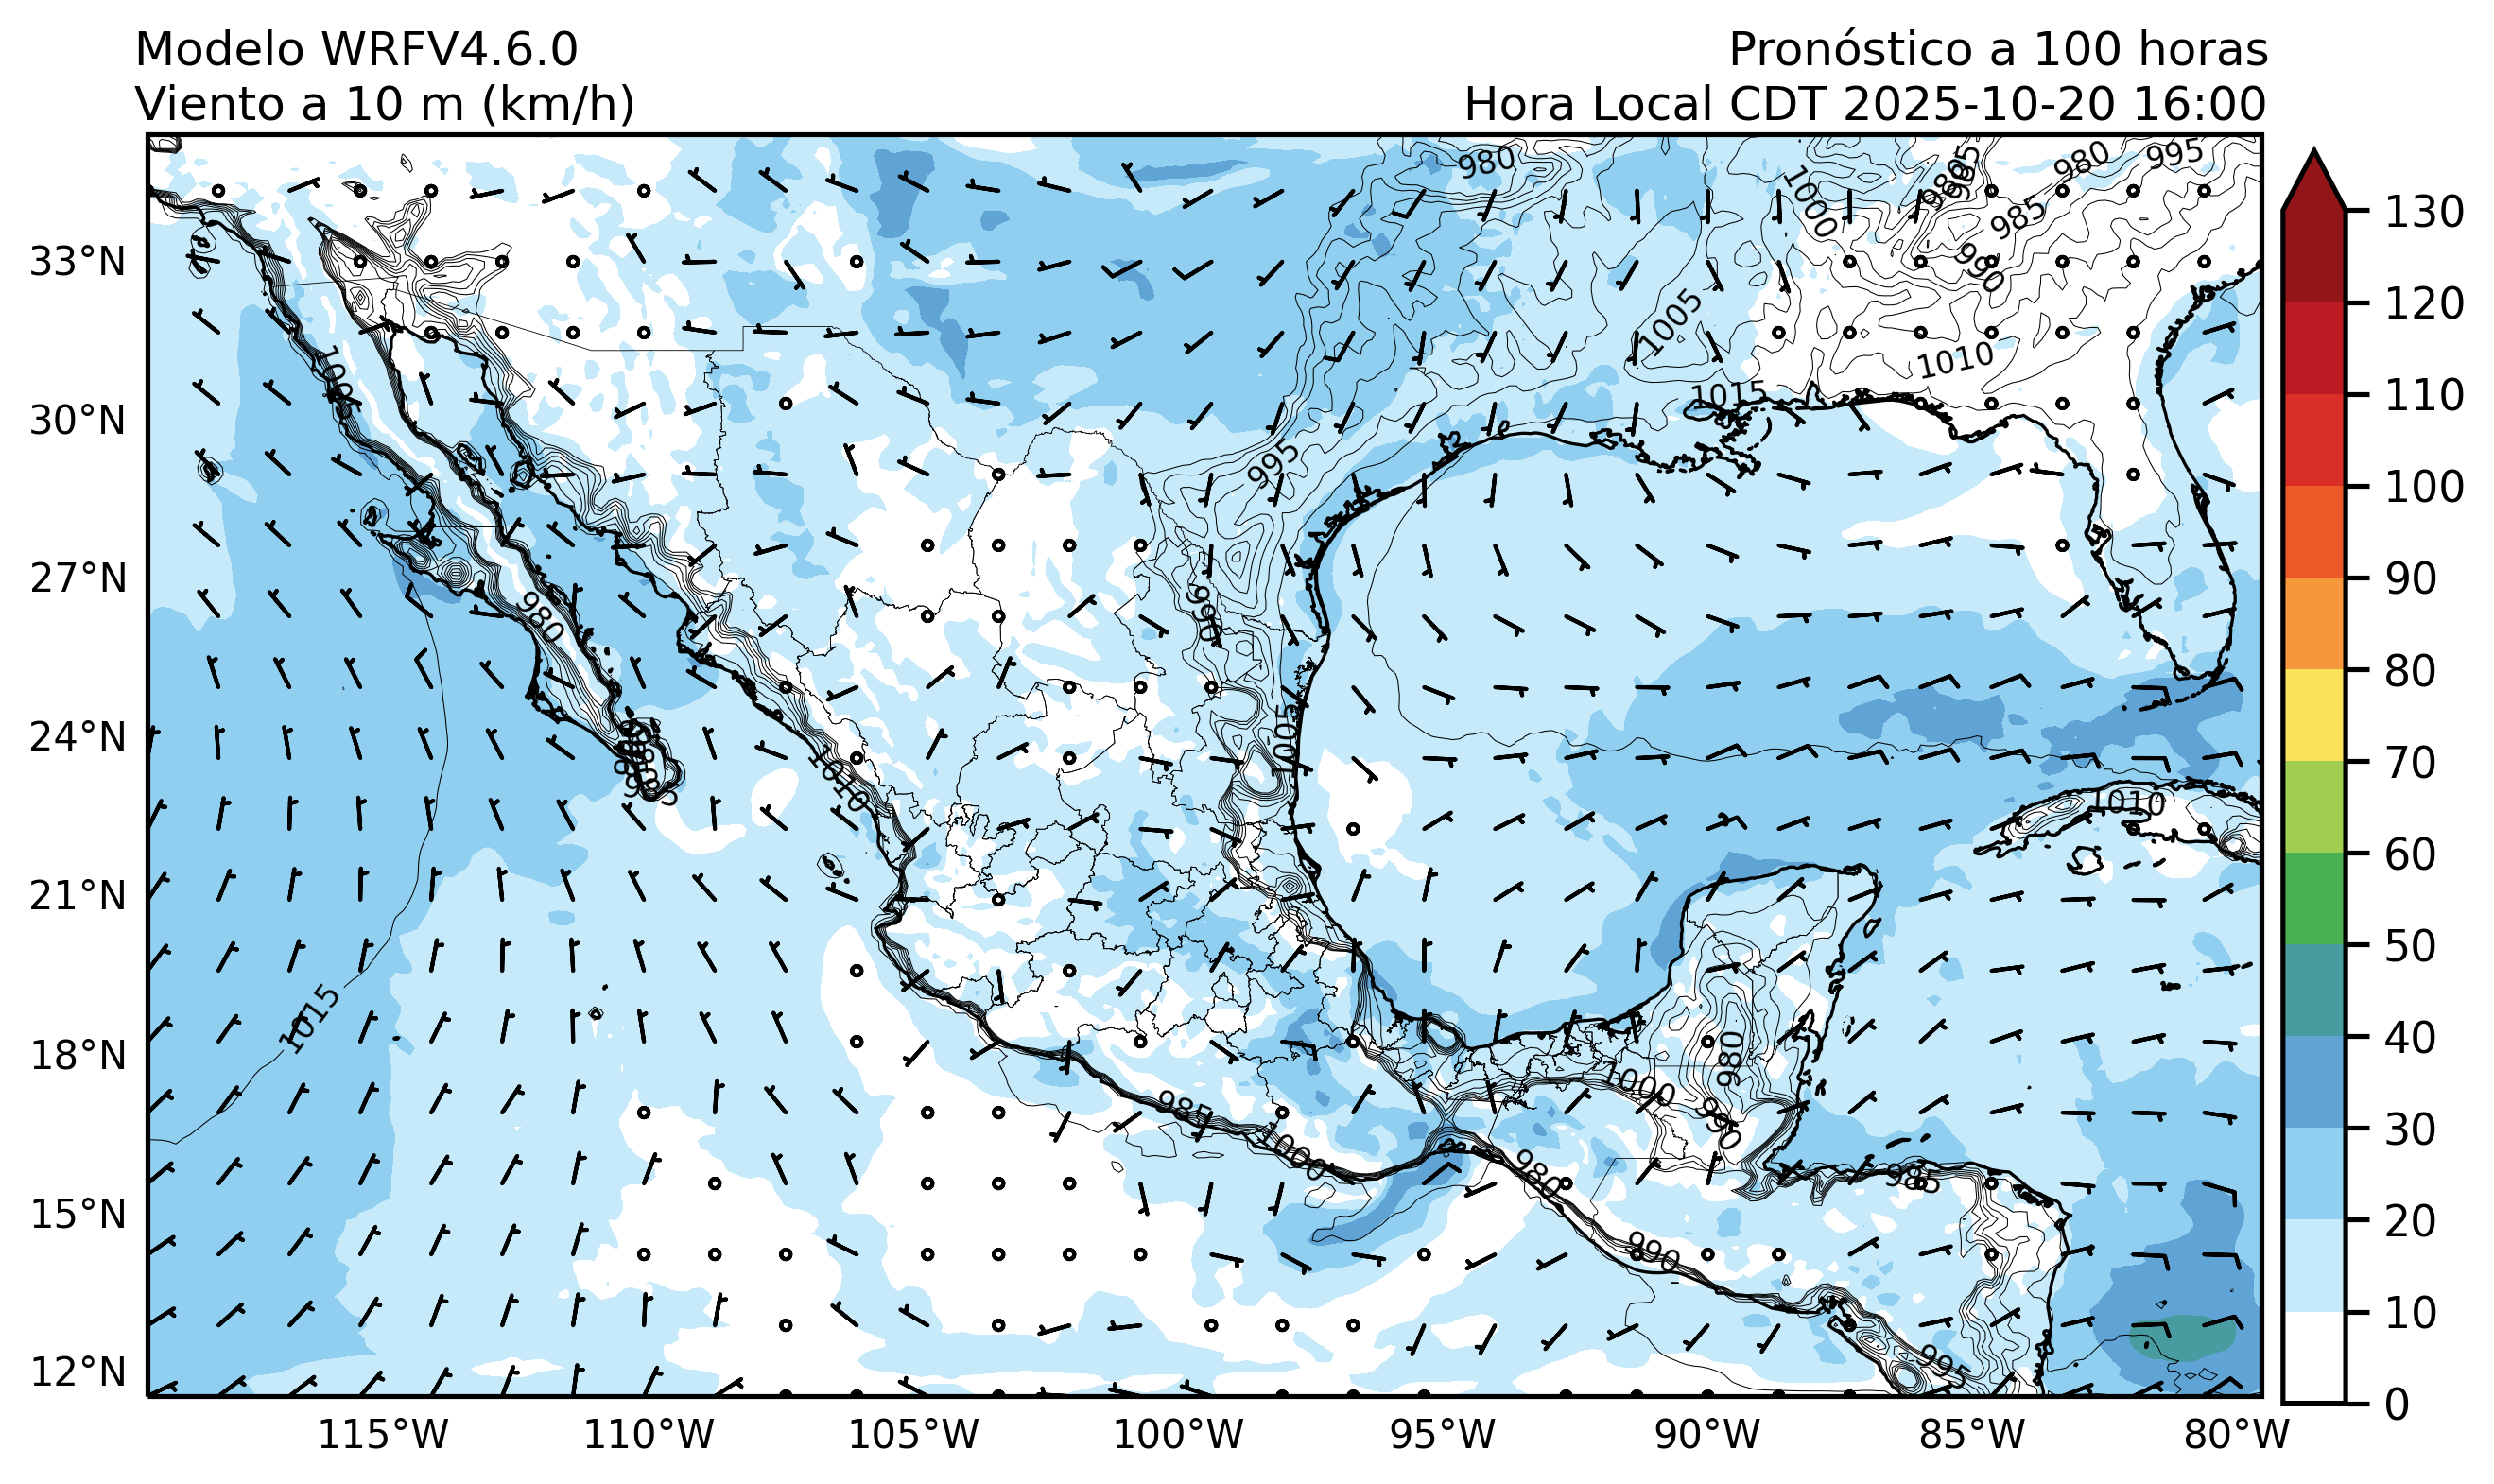 Modelo WRFV4.6.0
Viento a 10 m (km/h)
Pronóstico a 100 horas
Hora Local CDT 2025-10-20 16:00
33°N
30°N
27°N
24°N
21°N
18°N
15°N
12°N
115°W
110°W
105°W
100°W
95°W
90°W
85°W
80°W
130
120
110
100
90
80
70
60
50
40
30
20
10
0
980
1000
980
995
985
990
1005
1010
1015
995
980
990
1005
1010
1010
1015
980
1000
990
985
1000
980
985
990
995